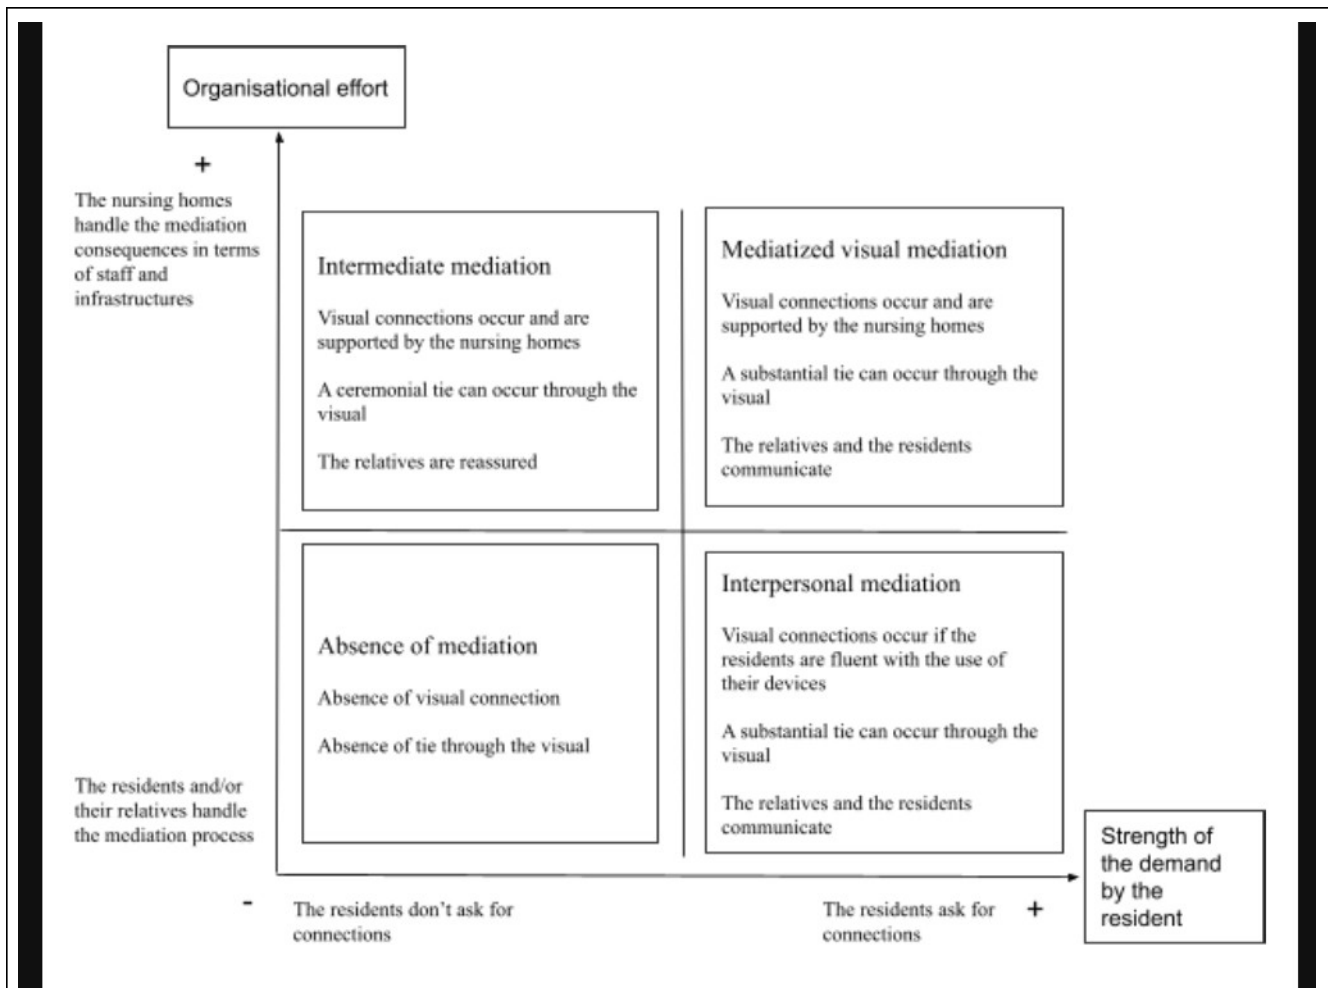 Organisational effort
+
The nursing homes
handle the mediation
consequences in terms
of staff and
infrastructures
Intermediate mediation
Visual connections occur and are
supported by the nursing homes
A ceremonial tie can occur through the
visual
The relatives are reassured
Mediatized visual mediation
Visual connections occur and are
supported by the nursing homes
A substantial tie can occur through the
visual
The relatives and the residents
communicate
Absence of mediation
Absence of visual connection
Absence of tie through the visual
Interpersonal mediation
Visual connections occur if the
residents are fluent with the use of
their devices
A substantial tie can occur through the
visual
The relatives and the residents
communicate
The residents and/or
their relatives handle
the mediation process
-
The residents don't ask for
connections
The residents ask for
connections
+
Strength of
the demand
by the
resident